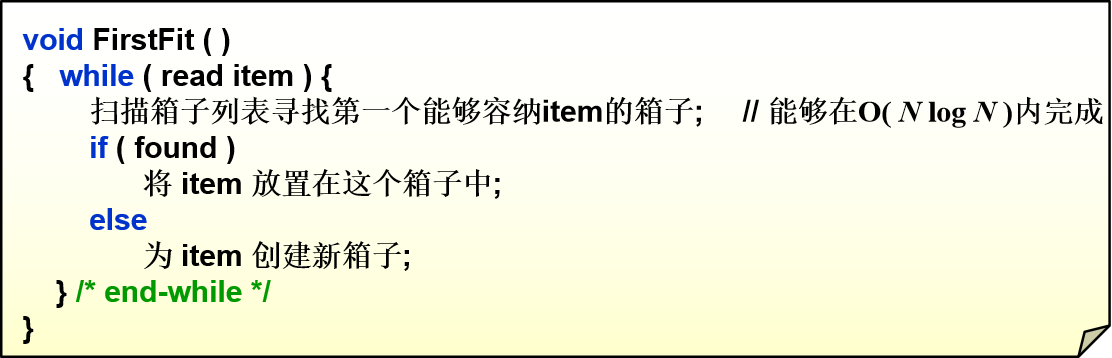 void FirstFit ( )
{ while ( read item ) {
扫描箱子列表寻找第一个能够容纳item的箱子; // 能够在O( N log N )内完成
if ( found )
将 item 放置在这个箱子中;
else
为 item 创建新箱子;
} /* end-while */
}